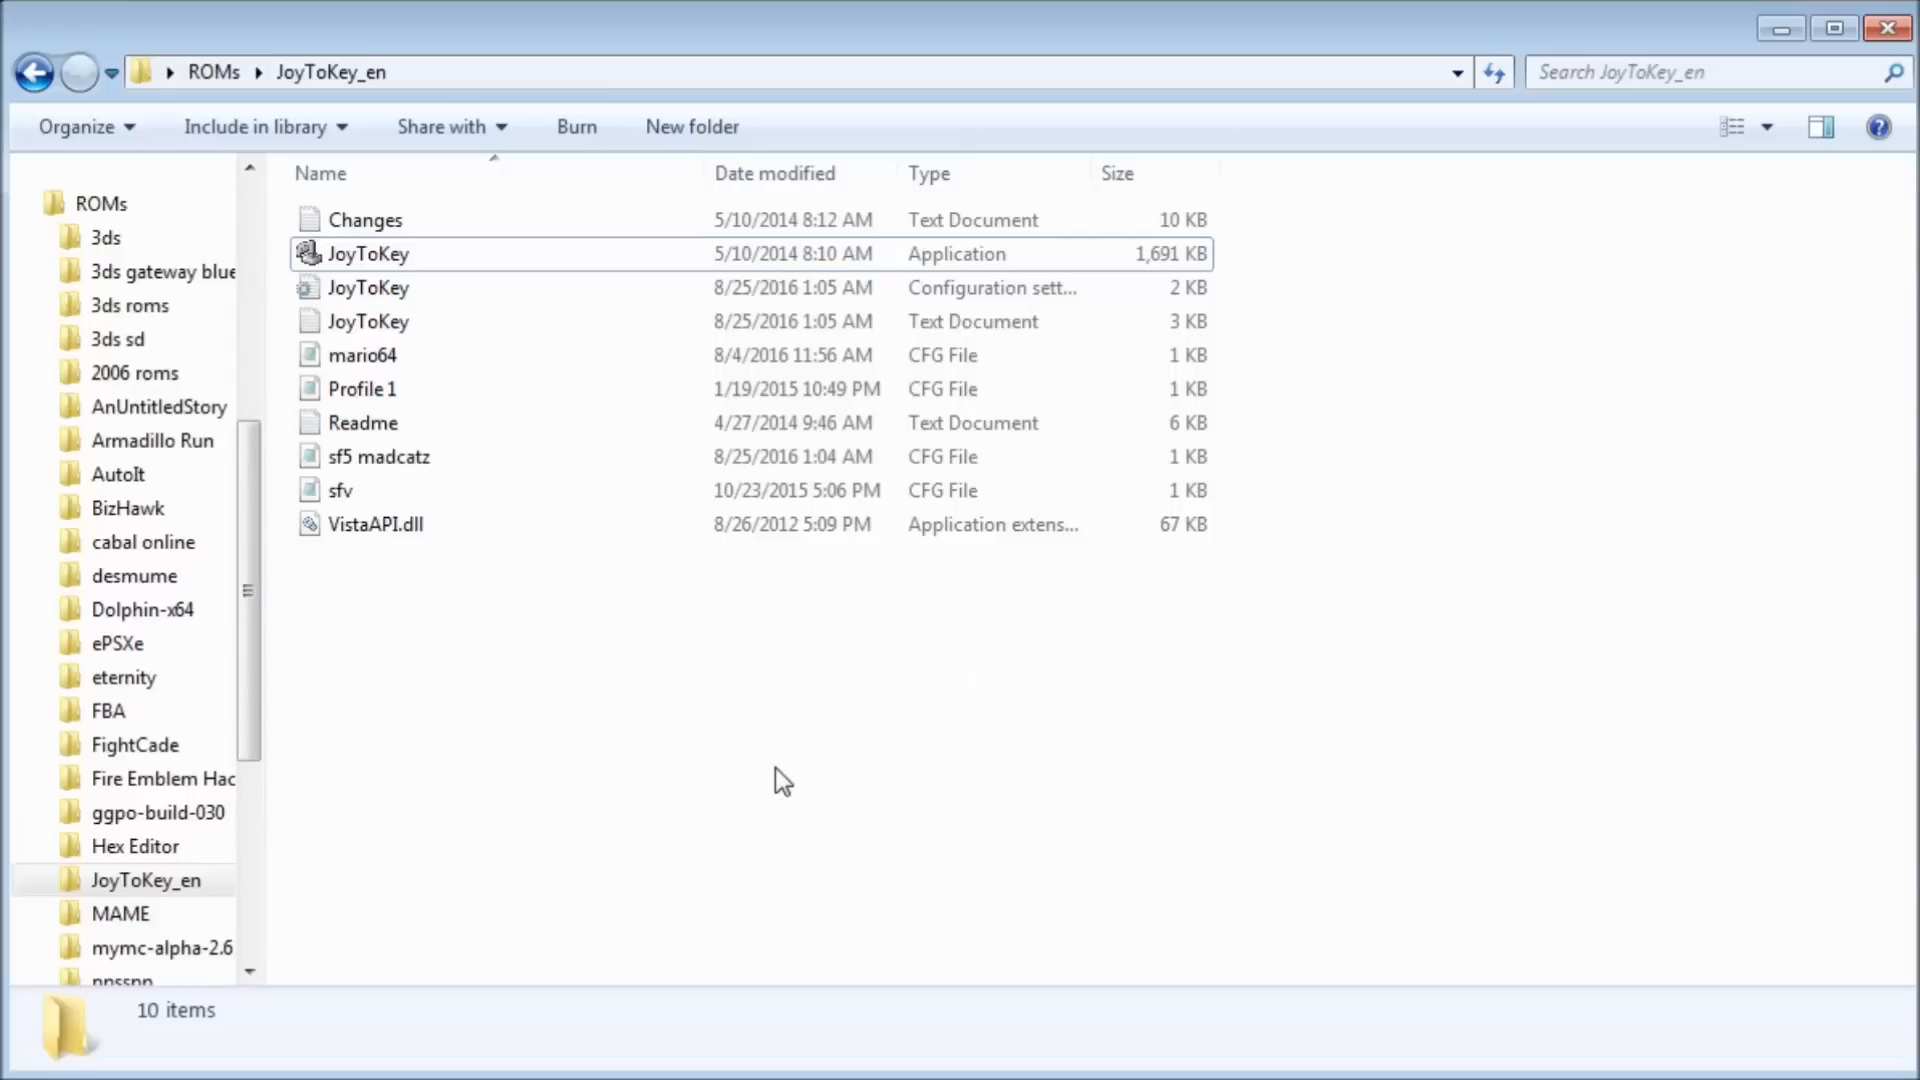 ROMs JoyToKey_en Search JoyToKey_en
Organize Include in library Share with Burn New folder
Name Date modified Type Size
Changes 5/10/2014 8:12 AM Text Document 10 KB
JoyToKey 5/10/2014 8:10 AM Application 1,691 KB
JoyToKey 8/25/2016 1:05 AM Configuration sett... 2 KB
JoyToKey 8/25/2016 1:05 AM Text Document 3 KB
mario64 8/4/2016 11:56 AM CFG File 1 KB
Profile 1 1/19/2015 10:49 PM CFG File 1 KB
Readme 4/27/2014 9:46 AM Text Document 6 KB
sf5 madcatz 8/25/2016 1:04 AM CFG File 1 KB
sfv 10/23/2015 5:06 PM CFG File 1 KB
VistaAPI.dll 8/26/2012 5:09 PM Application extens... 67 KB
ROMs
3ds
3ds gateway blue
3ds roms
3ds sd
2006 roms
AnUntitledStory
Armadillo Run
AutoIt
BizHawk
cabal online
desmume
Dolphin-x64
ePSXe
eternity
FBA
FightCade
Fire Emblem Hac
ggpo-build-030
Hex Editor
JoyToKey_en
MAME
mymc-alpha-2.6
10 items